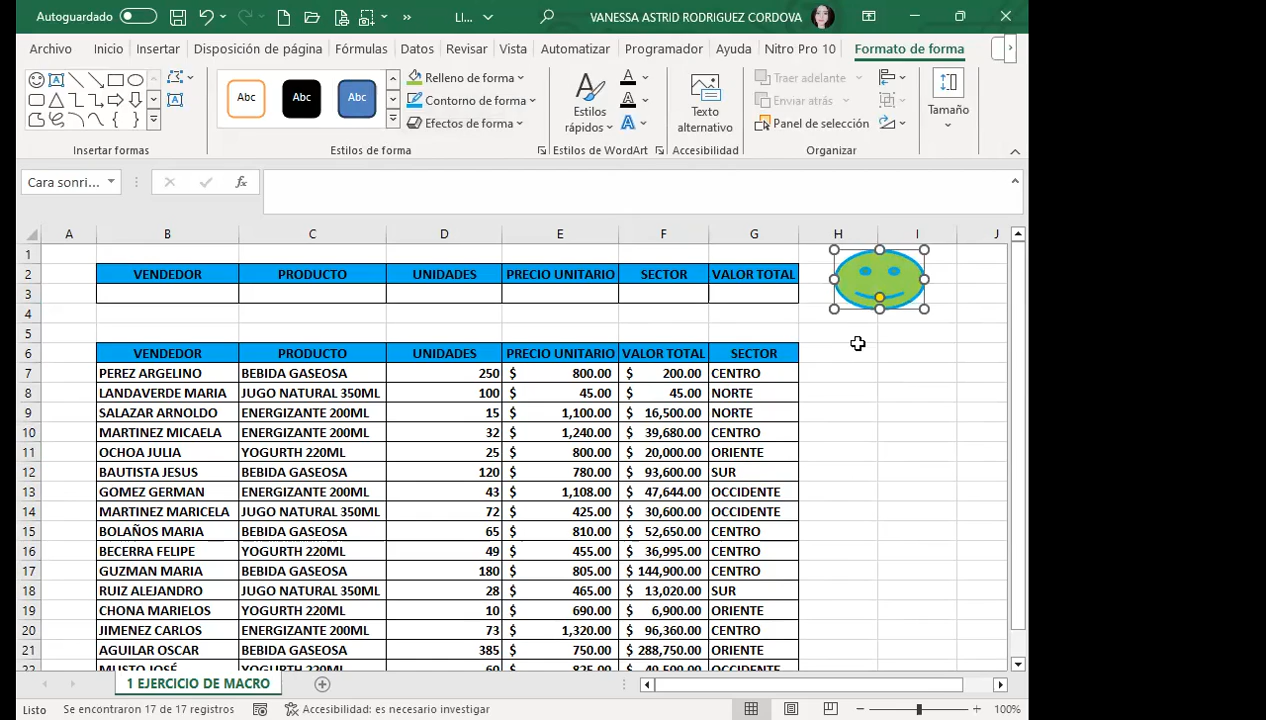 Autoguardado LI... VANESSA ASTRID RODRIGUEZ CORDOVA
Archivo Inicio Insertar Disposición de página Fórmulas Datos Revisar Vista Automatizar Programador Ayuda Nitro Pro 10 Formato de forma
Abc Abc Abc
Relleno de forma
Contorno de forma
Efectos de forma
Estilos rápidos
Texto alternativo
Traer adelante
Enviar atrás
Panel de selección
Tamaño
Insertar formas Estilos de forma Estilos de WordArt Accesibilidad Organizar
Cara sonri... fx
A B C D E F G H I J
1
2 VENDEDOR PRODUCTO UNIDADES PRECIO UNITARIO SECTOR VALOR TOTAL
3
4
5
6 VENDEDOR PRODUCTO UNIDADES PRECIO UNITARIO VALOR TOTAL SECTOR
7 PEREZ ARGELINO BEBIDA GASEOSA 250 $ 800.00 $ 200.00 CENTRO
8 LANDAVERDE MARIA JUGO NATURAL 350ML 100 $ 45.00 $ 45.00 NORTE
9 SALAZAR ARNOLDO ENERGIZANTE 200ML 15 $ 1,100.00 $ 16,500.00 NORTE
10 MARTINEZ MICAELA ENERGIZANTE 200ML 32 $ 1,240.00 $ 39,680.00 CENTRO
11 OCHOA JULIA YOGURTH 220ML 25 $ 800.00 $ 20,000.00 ORIENTE
12 BAUTISTA JESUS BEBIDA GASEOSA 120 $ 780.00 $ 93,600.00 SUR
13 GOMEZ GERMAN ENERGIZANTE 200ML 43 $ 1,108.00 $ 47,644.00 OCCIDENTE
14 MARTINEZ MARICELA JUGO NATURAL 350ML 72 $ 425.00 $ 30,600.00 OCCIDENTE
15 BOLAÑOS MARIA BEBIDA GASEOSA 65 $ 810.00 $ 52,650.00 CENTRO
16 BECERRA FELIPE YOGURTH 220ML 49 $ 455.00 $ 36,995.00 CENTRO
17 GUZMAN MARIA BEBIDA GASEOSA 180 $ 805.00 $ 144,900.00 CENTRO
18 RUIZ ALEJANDRO JUGO NATURAL 350ML 28 $ 465.00 $ 13,020.00 SUR
19 CHONA MARIELOS YOGURTH 220ML 10 $ 690.00 $ 6,900.00 ORIENTE
20 JIMENEZ CARLOS ENERGIZANTE 200ML 73 $ 1,320.00 $ 96,360.00 CENTRO
21 AGUILAR OSCAR BEBIDA GASEOSA 385 $ 750.00 $ 288,750.00 ORIENTE
22 MUSTO JOSÉ YOGURTH 220ML 60 $ 825.00 $ 49,500.00 ORIENTE
1 EJERCICIO DE MACRO
Listo Se encontraron 17 de 17 registros Accesibilidad: es necesario investigar 100%